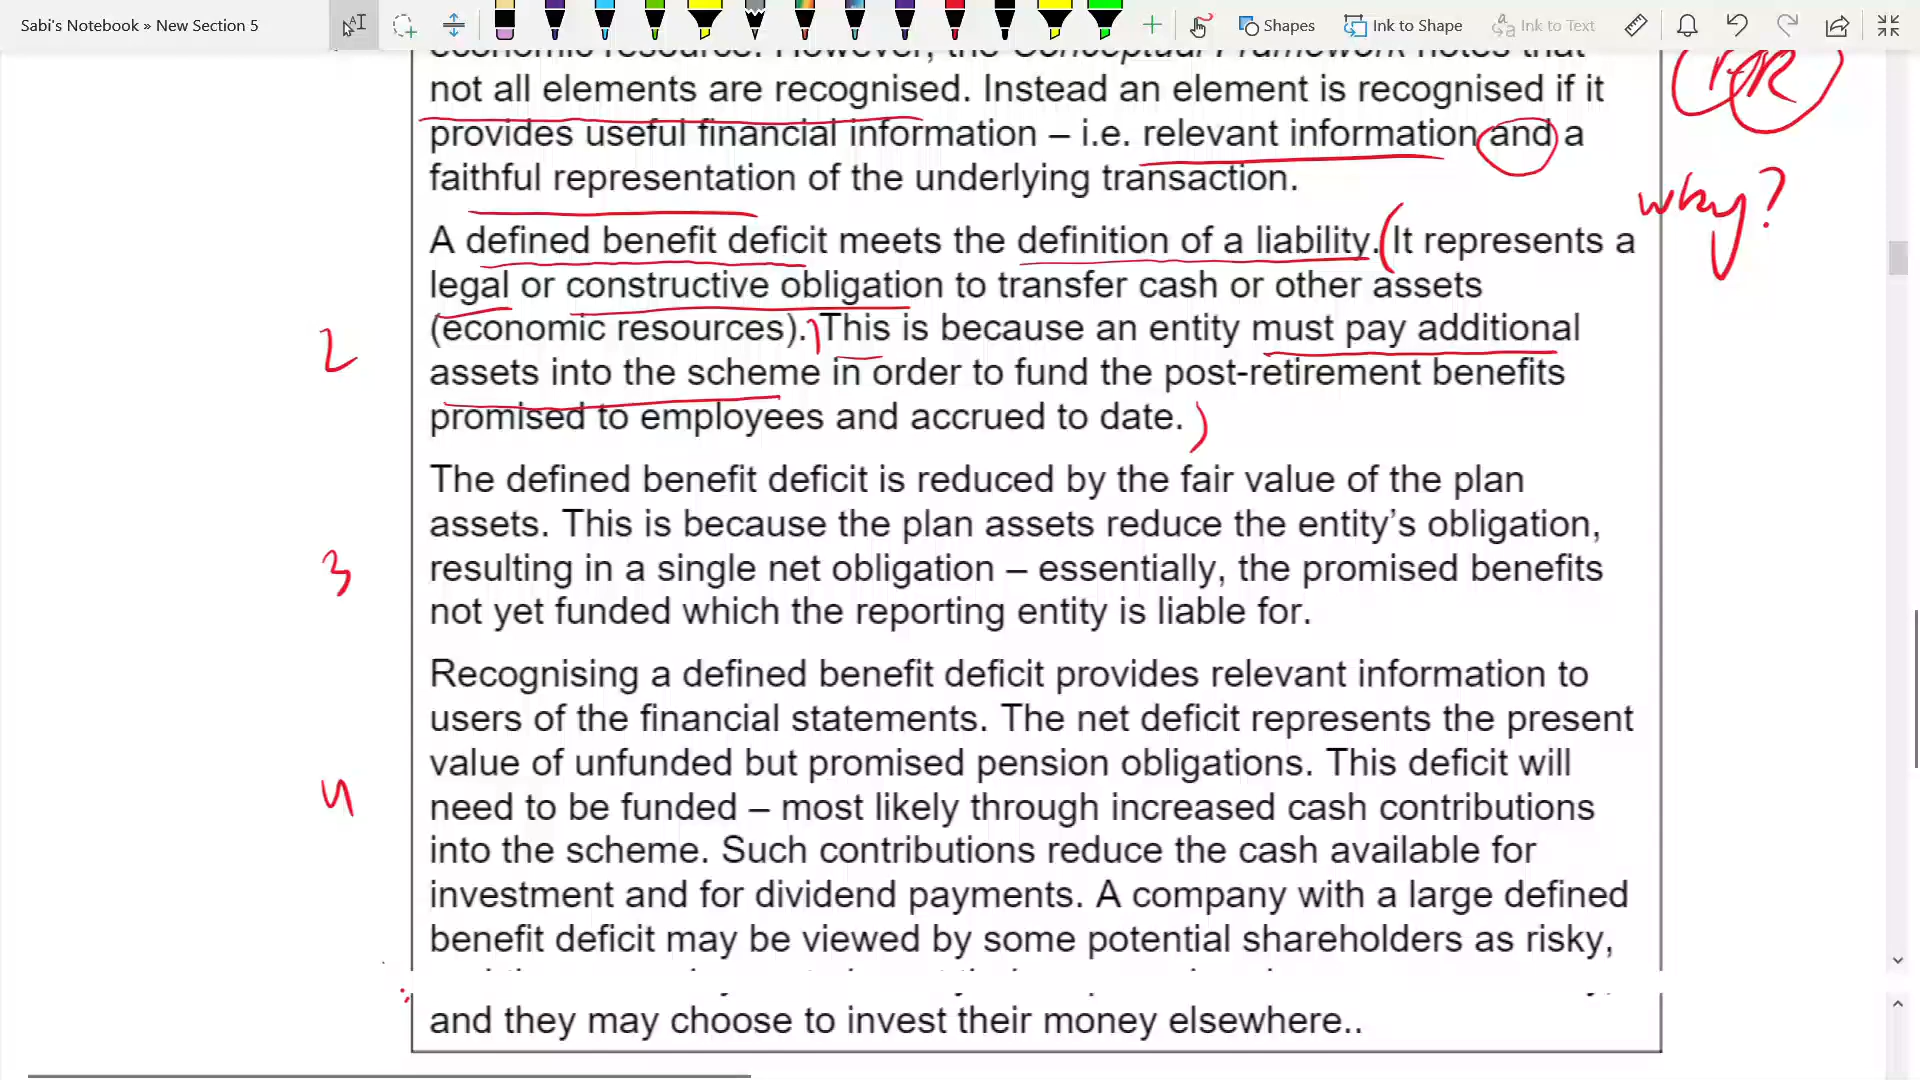 Sabi's Notebook » New Section 5
Shapes
Ink to Shape
Ink to Text
economic resource. However, the Conceptual Framework notes that
not all elements are recognised. Instead an element is recognised if it
provides useful financial information – i.e. relevant information and a
faithful representation of the underlying transaction.
why?
A defined benefit deficit meets the definition of a liability. (It represents a
legal or constructive obligation to transfer cash or other assets
(economic resources).) This is because an entity must pay additional
2
assets into the scheme in order to fund the post-retirement benefits
promised to employees and accrued to date. )
The defined benefit deficit is reduced by the fair value of the plan
assets. This is because the plan assets reduce the entity’s obligation,
3
resulting in a single net obligation – essentially, the promised benefits
not yet funded which the reporting entity is liable for.
Recognising a defined benefit deficit provides relevant information to
users of the financial statements. The net deficit represents the present
value of unfunded but promised pension obligations. This deficit will
4
need to be funded – most likely through increased cash contributions
into the scheme. Such contributions reduce the cash available for
investment and for dividend payments. A company with a large defined
benefit deficit may be viewed by some potential shareholders as risky,
and they may choose to invest their money elsewhere..